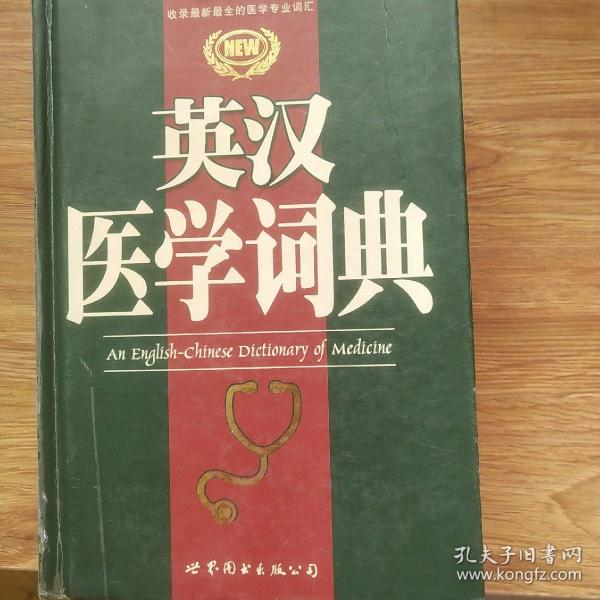 收录最新最全的医学专业词汇
NEW
英汉
医学词典
An English-Chinese Dictionary of Medicine
世界图书出版公司
孔夫子旧书网
www.kongfz.com